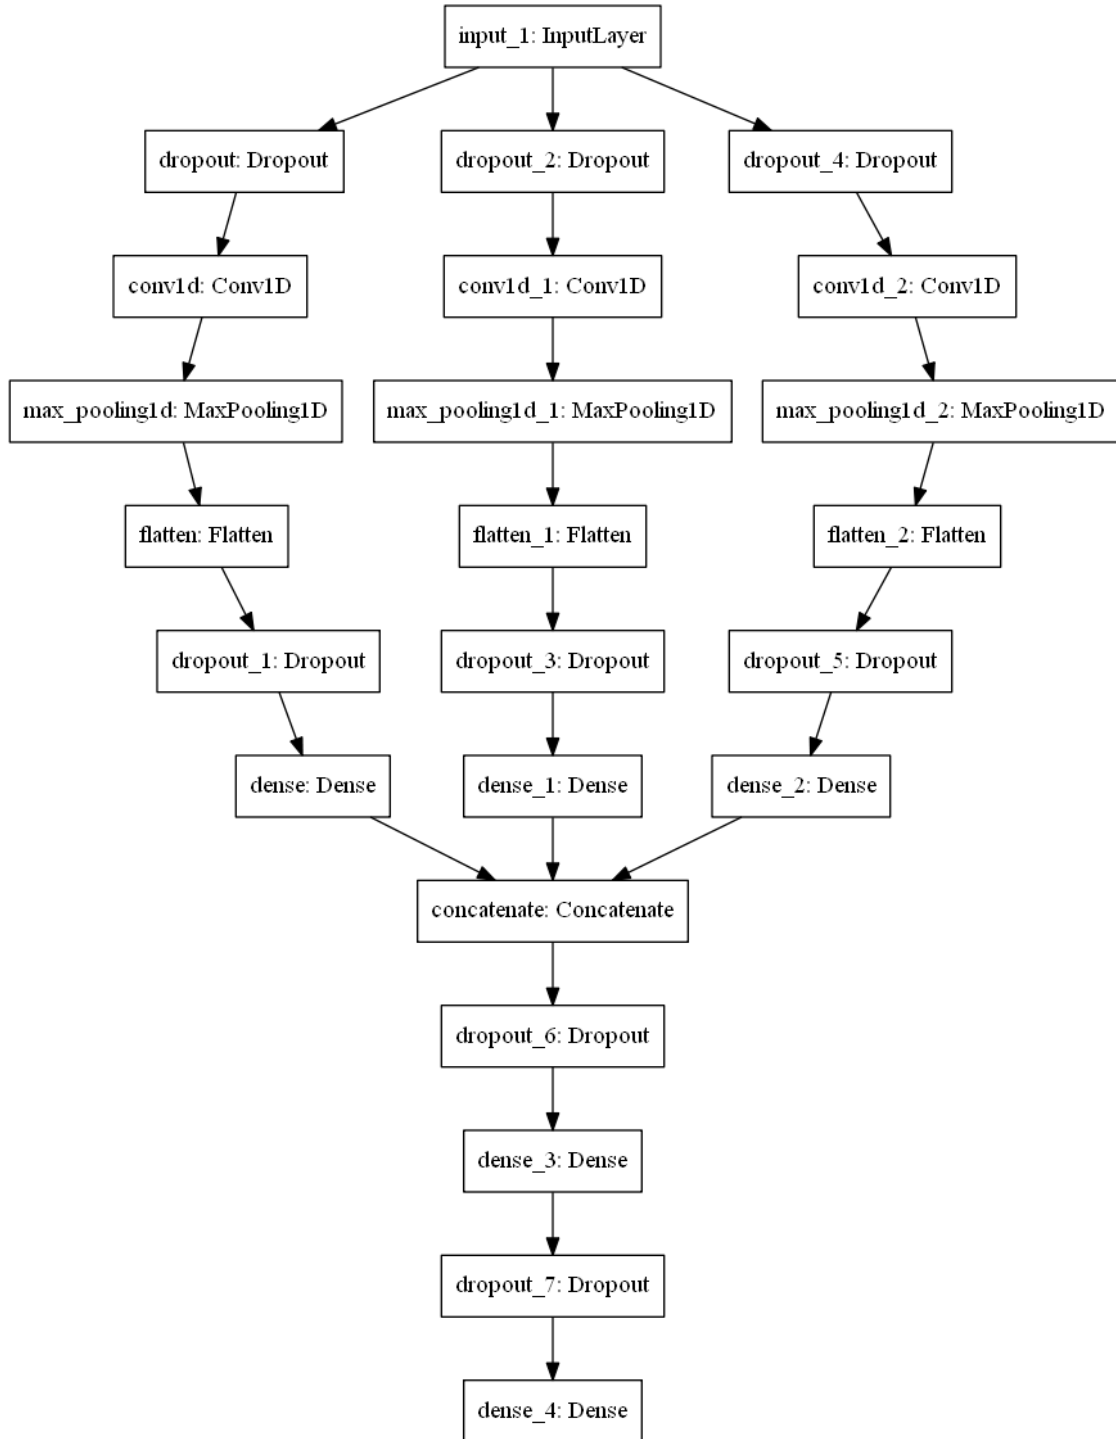 input_1: InputLayer
dropout: Dropout
dropout_2: Dropout
dropout_4: Dropout
conv1d: Conv1D
conv1d_1: Conv1D
conv1d_2: Conv1D
max_pooling1d: MaxPooling1D
max_pooling1d_1: MaxPooling1D
max_pooling1d_2: MaxPooling1D
flatten: Flatten
flatten_1: Flatten
flatten_2: Flatten
dropout_1: Dropout
dropout_3: Dropout
dropout_5: Dropout
dense: Dense
dense_1: Dense
dense_2: Dense
concatenate: Concatenate
dropout_6: Dropout
dense_3: Dense
dropout_7: Dropout
dense_4: Dense